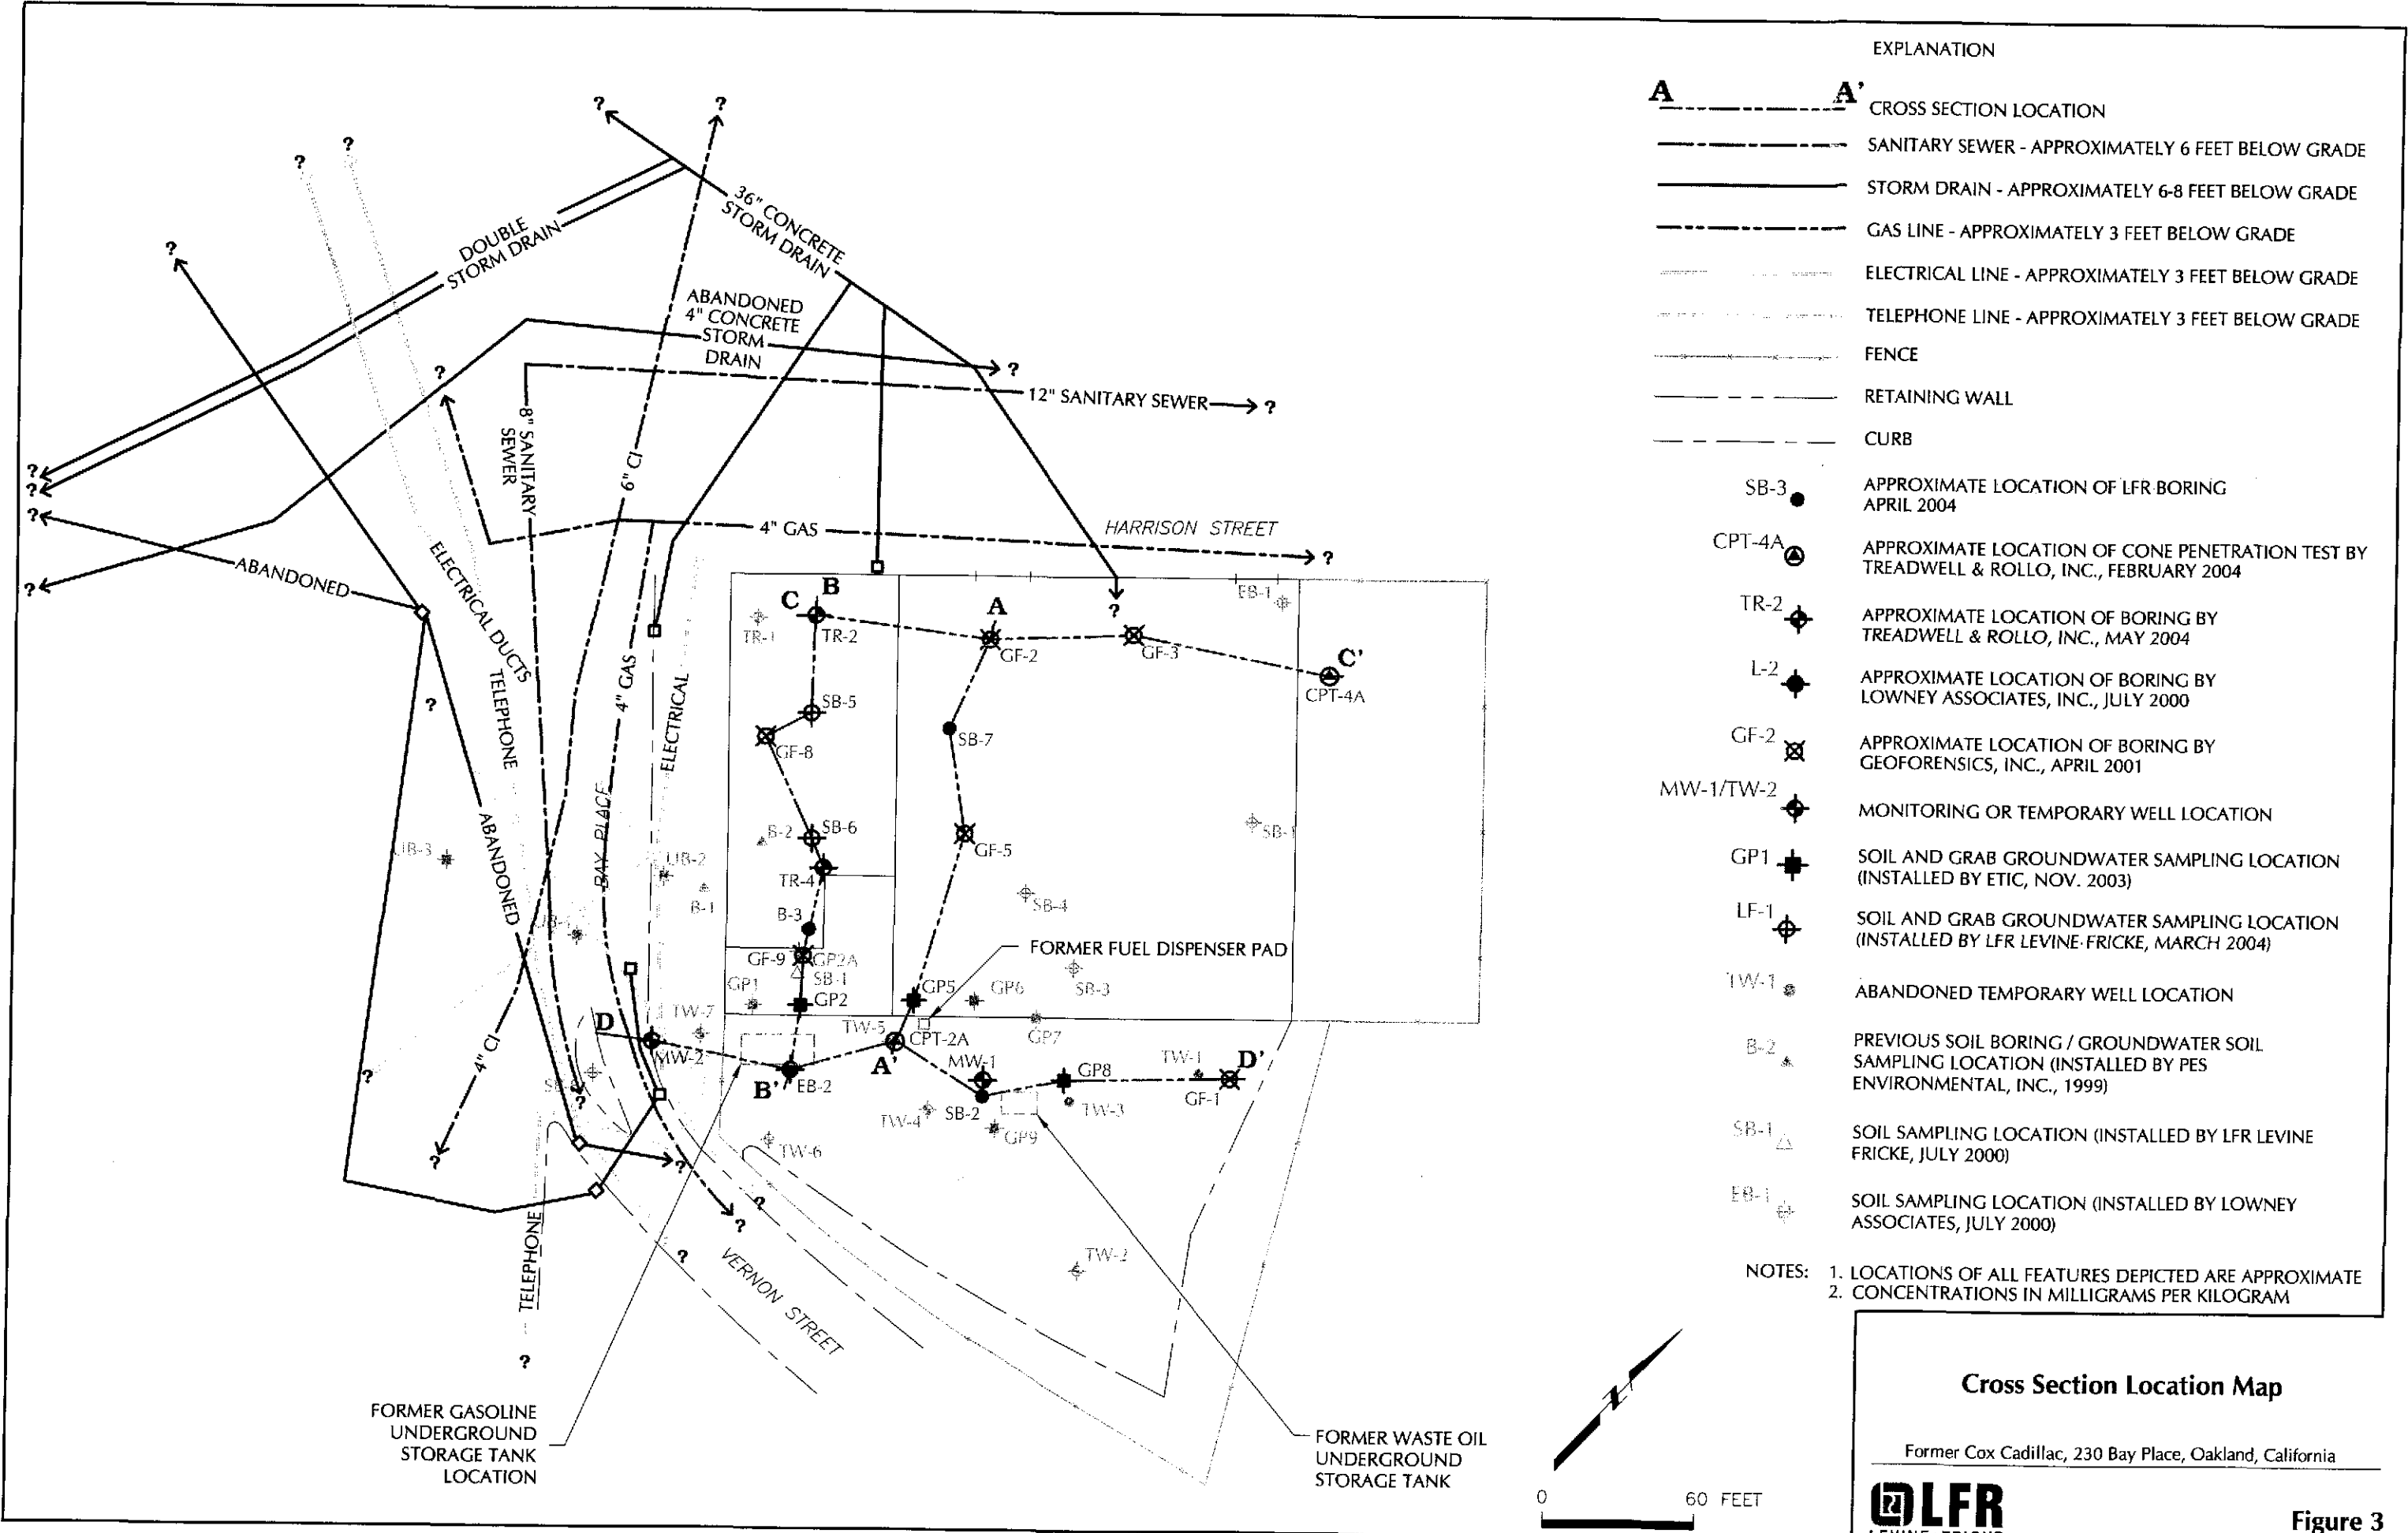 EXPLANATION
A A'
CROSS SECTION LOCATION
SANITARY SEWER - APPROXIMATELY 6 FEET BELOW GRADE
STORM DRAIN - APPROXIMATELY 6-8 FEET BELOW GRADE
GAS LINE - APPROXIMATELY 3 FEET BELOW GRADE
ELECTRICAL LINE - APPROXIMATELY 3 FEET BELOW GRADE
TELEPHONE LINE - APPROXIMATELY 3 FEET BELOW GRADE
FENCE
RETAINING WALL
CURB
SB-3
APPROXIMATE LOCATION OF LFR BORING
APRIL 2004
CPT-4A
APPROXIMATE LOCATION OF CONE PENETRATION TEST BY
TREADWELL & ROLLO, INC., FEBRUARY 2004
TR-2
APPROXIMATE LOCATION OF BORING BY
TREADWELL & ROLLO, INC., MAY 2004
L-2
APPROXIMATE LOCATION OF BORING BY
LOWNEY ASSOCIATES, INC., JULY 2000
GF-2
APPROXIMATE LOCATION OF BORING BY
GEOFORENSICS, INC., APRIL 2001
MW-1/TW-2
MONITORING OR TEMPORARY WELL LOCATION
GP1
SOIL AND GRAB GROUNDWATER SAMPLING LOCATION
(INSTALLED BY ETIC, NOV. 2003)
LF-1
SOIL AND GRAB GROUNDWATER SAMPLING LOCATION
(INSTALLED BY LFR LEVINE·FRICKE, MARCH 2004)
TW-1
ABANDONED TEMPORARY WELL LOCATION
B-2
PREVIOUS SOIL BORING / GROUNDWATER SOIL
SAMPLING LOCATION (INSTALLED BY PES
ENVIRONMENTAL, INC., 1999)
SB-1
SOIL SAMPLING LOCATION (INSTALLED BY LFR LEVINE
FRICKE, JULY 2000)
EB-1
SOIL SAMPLING LOCATION (INSTALLED BY LOWNEY
ASSOCIATES, JULY 2000)
NOTES: 1. LOCATIONS OF ALL FEATURES DEPICTED ARE APPROXIMATE
2. CONCENTRATIONS IN MILLIGRAMS PER KILOGRAM
? ?
? ?
?
DOUBLE
STORM DRAIN
36" CONCRETE
STORM DRAIN
ABANDONED
4" CONCRETE
STORM
DRAIN
?
?
12" SANITARY SEWER ?
8" SANITARY
SEWER
6" CI
?
?
?
?
4" GAS
HARRISON STREET
?
ABANDONED
ELECTRICAL DUCTS
TELEPHONE
4" GAS
ELECTRICAL
BAY PLACE
ABANDONED
?
C B
TR-1
TR-2
A
GF-2
GF-3
?
EB-1
C'
CPT-4A
SB-5
GF-8
SB-7
B-2
SB-6
TR-4
GF-5
SB-1
UB-3
UB-2
B-1
B-3
SB-4
FORMER FUEL DISPENSER PAD
GF-9
GP2A
SB-1
GP1
GP2
GP5
GP6
SB-3
GP7
D
MW-2
TW-7
TW-5
CPT-2A
A'
MW-1
GP8
TW-1
D'
GF-1
B'
EB-2
TW-4
SB-2
TW-3
GP9
TW-6
TW-2
4" CI
?
?
?
?
?
?
?
?
TELEPHONE
?
VERNON STREET
FORMER GASOLINE
UNDERGROUND
STORAGE TANK
LOCATION
FORMER WASTE OIL
UNDERGROUND
STORAGE TANK
0 60 FEET
Cross Section Location Map
Former Cox Cadillac, 230 Bay Place, Oakland, California
LFR
Figure 3